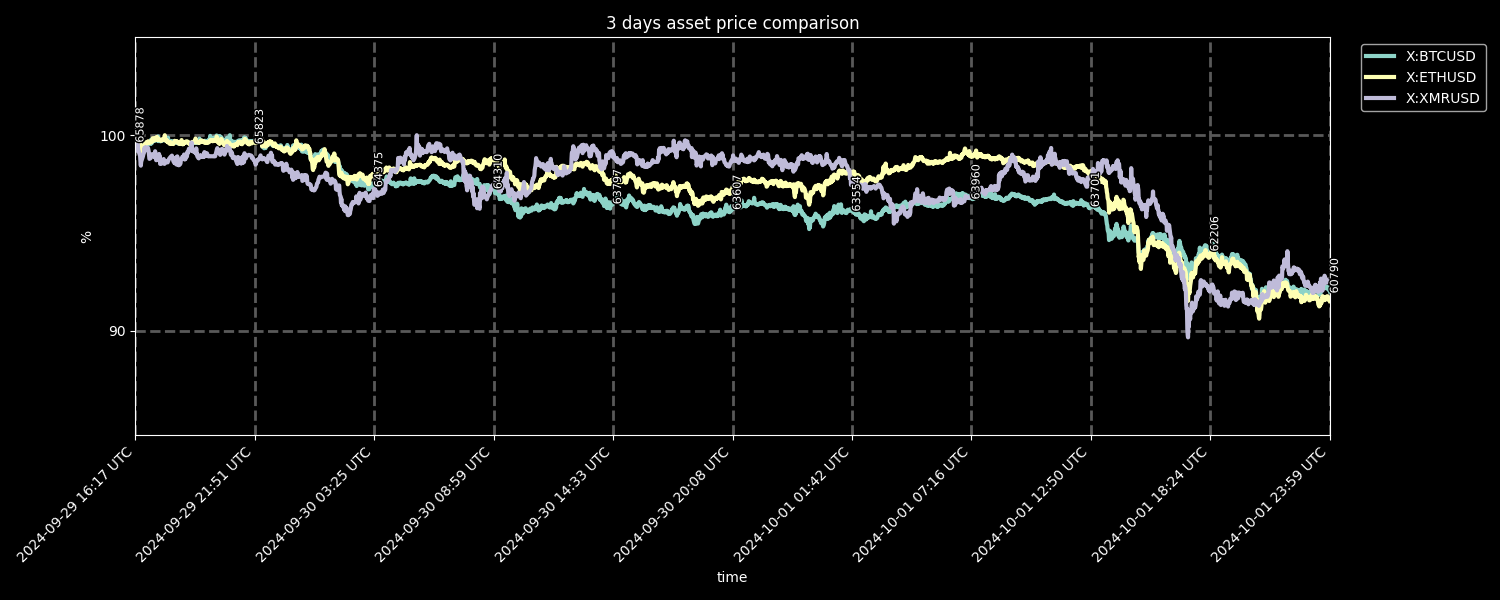 3 days asset price comparison
X:BTCUSD
X:ETHUSD
X:XMRUSD
100
90
%
65878
65823
64375
64310
63797
63607
63554
63960
63701
62206
60790
2024-09-29 16:17 UTC
2024-09-29 21:51 UTC
2024-09-30 03:25 UTC
2024-09-30 08:59 UTC
2024-09-30 14:33 UTC
2024-09-30 20:08 UTC
2024-10-01 01:42 UTC
2024-10-01 07:16 UTC
2024-10-01 12:50 UTC
2024-10-01 18:24 UTC
2024-10-01 23:59 UTC
time